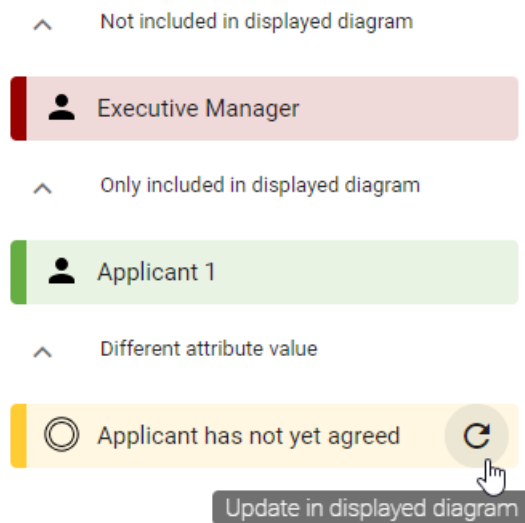 Not included in displayed diagram
Executive Manager
Only included in displayed diagram
Applicant 1
Different attribute value
Applicant has not yet agreed
Update in displayed diagram